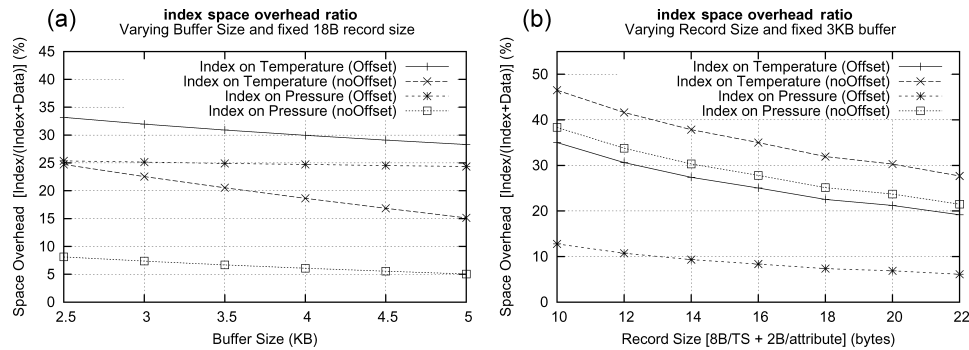 (a)
index space overhead ratio
Varying Buffer Size and fixed 18B record size
Space Overhead [Index/(Index+Data)] (%)
45
40
35
30
25
20
15
10
5
0
Index on Temperature (Offset)
Index on Temperature (noOffset)
Index on Pressure (Offset)
Index on Pressure (noOffset)
2.5 3 3.5 4 4.5 5
Buffer Size (KB)
(b)
index space overhead ratio
Varying Record Size and fixed 3KB buffer
Space Overhead [Index/(Index+Data)] (%)
50
40
30
20
10
0
Index on Temperature (Offset)
Index on Temperature (noOffset)
Index on Pressure (Offset)
Index on Pressure (noOffset)
10 12 14 16 18 20 22
Record Size [8B/TS + 2B/attribute] (bytes)